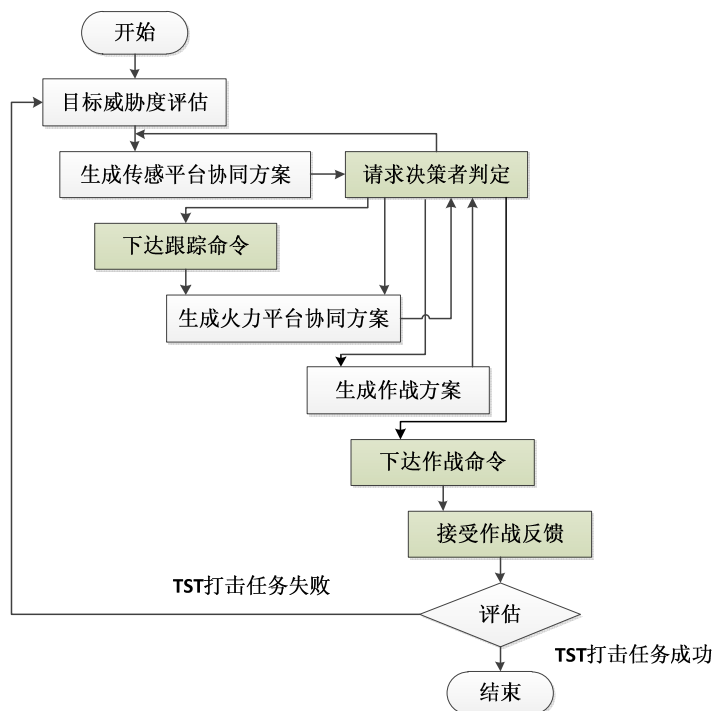 开始
目标威胁度评估
生成传感平台协同方案
请求决策者判定
下达跟踪命令
生成火力平台协同方案
生成作战方案
下达作战命令
接受作战反馈
TST打击任务失败
评估
TST打击任务成功
结束